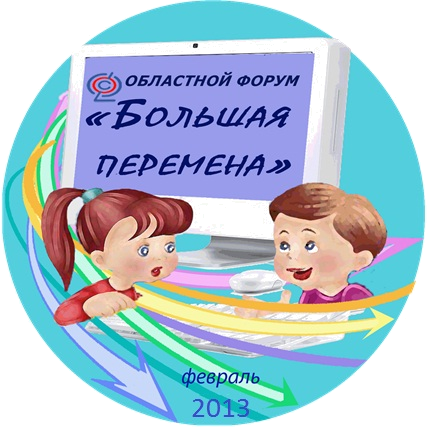 ОБЛАСТНОЙ ФОРУМ
«БОЛЬШАЯ
ПЕРЕМЕНА»
февраль
2013